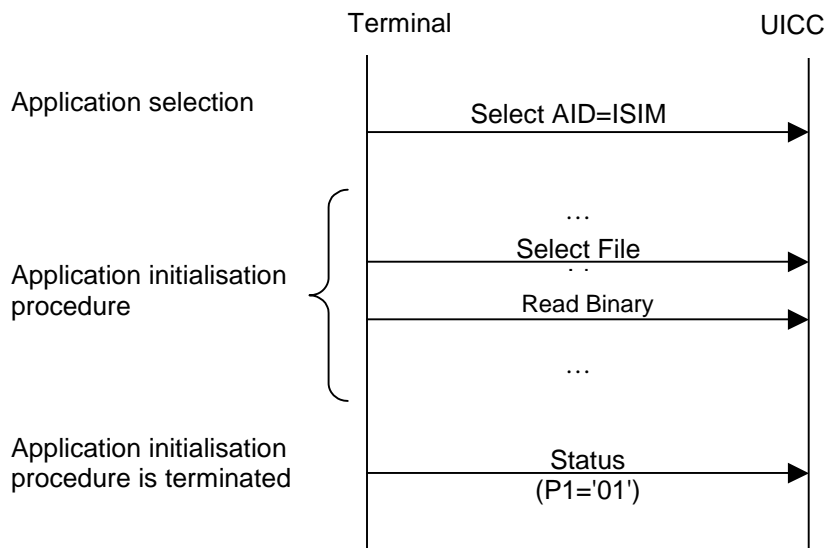 Terminal
UICC
Application selection
Select AID=ISIM
…
Select File
Application initialisation
procedure
Read Binary
…
Application initialisation
procedure is terminated
Status
(P1='01')